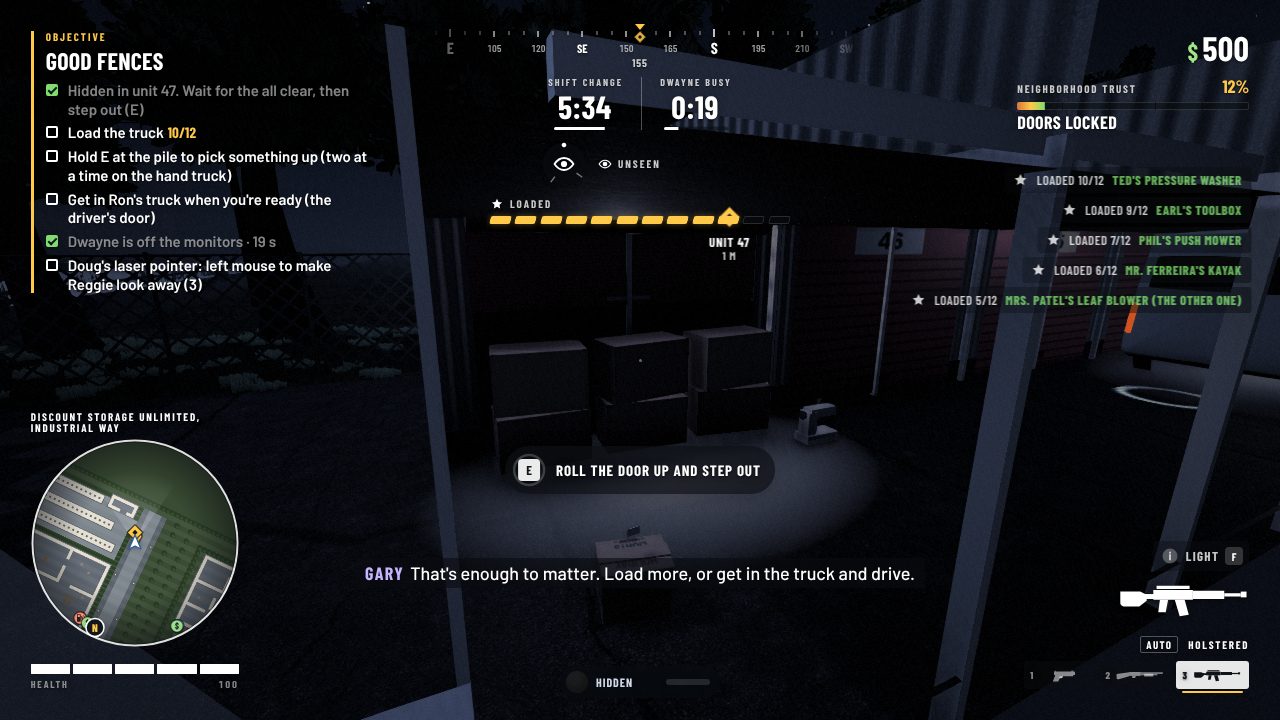 OBJECTIVE
GOOD FENCES
Hidden in unit 47. Wait for the all clear, then
step out (E)
Load the truck 10/12
Hold E at the pile to pick something up (two at
a time on the hand truck)
Get in Ron's truck when you're ready (the
driver's door)
Dwayne is off the monitors · 19 s
Doug's laser pointer: left mouse to make
Reggie look away (3)
E 105 120 SE 150 165 S 195 210 SW
155
SHIFT CHANGE DWAYNE BUSY
5:34 0:19
UNSEEN
LOADED
UNIT 47
1 M
46
$ 500
NEIGHBORHOOD TRUST 12%
DOORS LOCKED
LOADED 10/12 TED'S PRESSURE WASHER
LOADED 9/12 EARL'S TOOLBOX
LOADED 7/12 PHIL'S PUSH MOWER
LOADED 6/12 MR. FERREIRA'S KAYAK
LOADED 5/12 MRS. PATEL'S LEAF BLOWER (THE OTHER ONE)
E ROLL THE DOOR UP AND STEP OUT
DISCOUNT STORAGE UNLIMITED,
INDUSTRIAL WAY
N
$
HEALTH 100
GARY That's enough to matter. Load more, or get in the truck and drive.
HIDDEN
LIGHT F
AUTO HOLSTERED
1 2 3